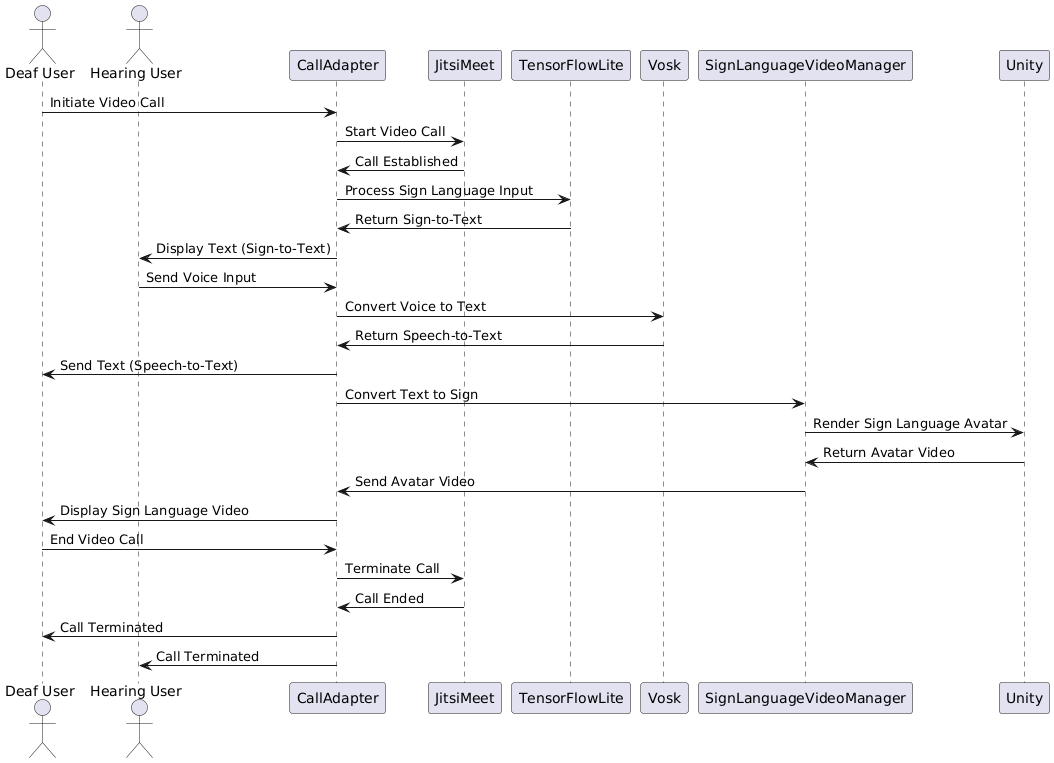 Deaf User
Hearing User
CallAdapter
JitsiMeet
TensorFlowLite
Vosk
SignLanguageVideoManager
Unity
Initiate Video Call
Start Video Call
Call Established
Process Sign Language Input
Return Sign-to-Text
Display Text (Sign-to-Text)
Send Voice Input
Convert Voice to Text
Return Speech-to-Text
Send Text (Speech-to-Text)
Convert Text to Sign
Render Sign Language Avatar
Return Avatar Video
Send Avatar Video
Display Sign Language Video
End Video Call
Terminate Call
Call Ended
Call Terminated
Call Terminated
Deaf User
Hearing User
CallAdapter
JitsiMeet
TensorFlowLite
Vosk
SignLanguageVideoManager
Unity